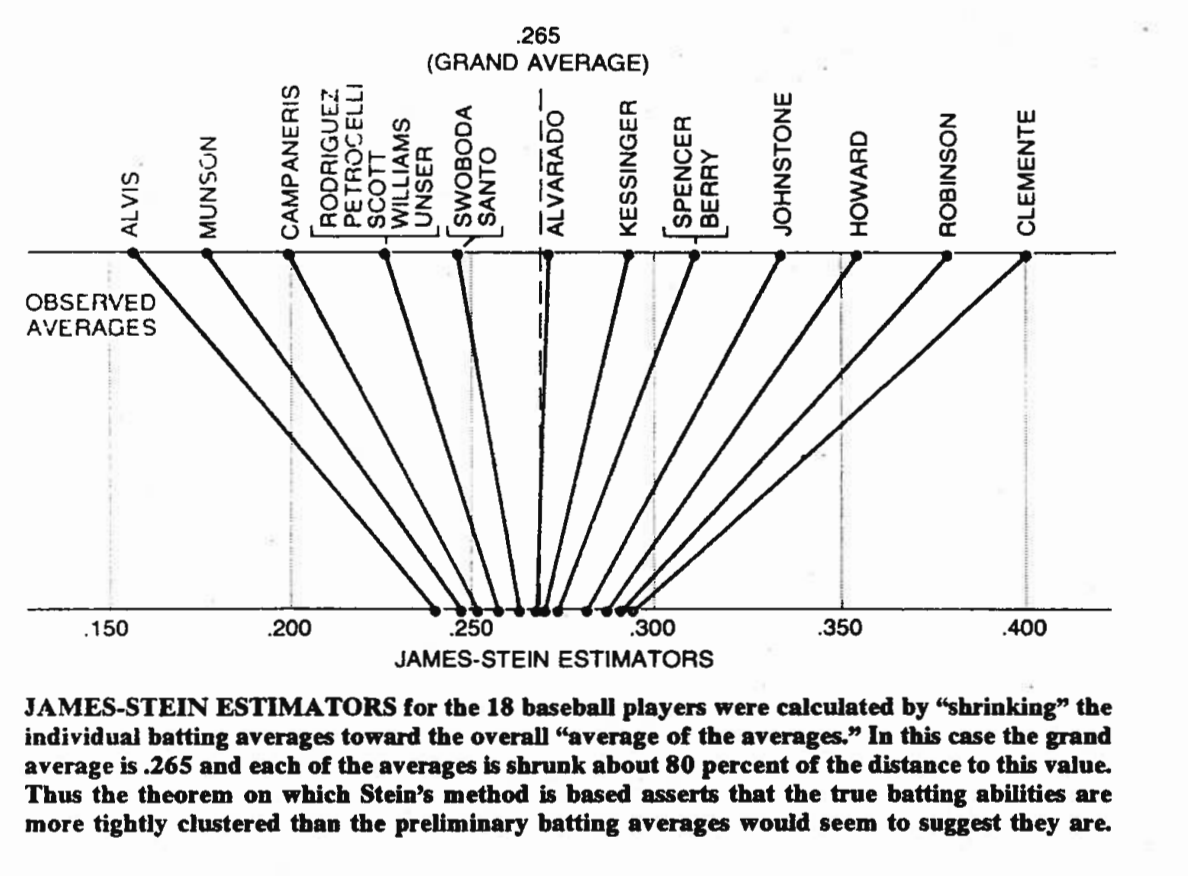 .265
(GRAND AVERAGE)
ALVIS
MUNSON
CAMPANERIS
RODRIGUEZ
PETROCELLI
SCOTT
WILLIAMS
UNSER
SWOBODA
SANTO
ALVARADO
KESSINGER
SPENCER
BERRY
JOHNSTONE
HOWARD
ROBINSON
CLEMENTE
OBSERVED
AVERAGES
.150
.200
.250
.300
.350
.400
JAMES-STEIN ESTIMATORS
JAMES-STEIN ESTIMATORS for the 18 baseball players were calculated by “shrinking” the
individual batting averages toward the overall “average of the averages.” In this case the grand
average is .265 and each of the averages is shrunk about 80 percent of the distance to this value.
Thus the theorem on which Stein’s method is based asserts that the true batting abilities are
more tightly clustered than the preliminary batting averages would seem to suggest they are.